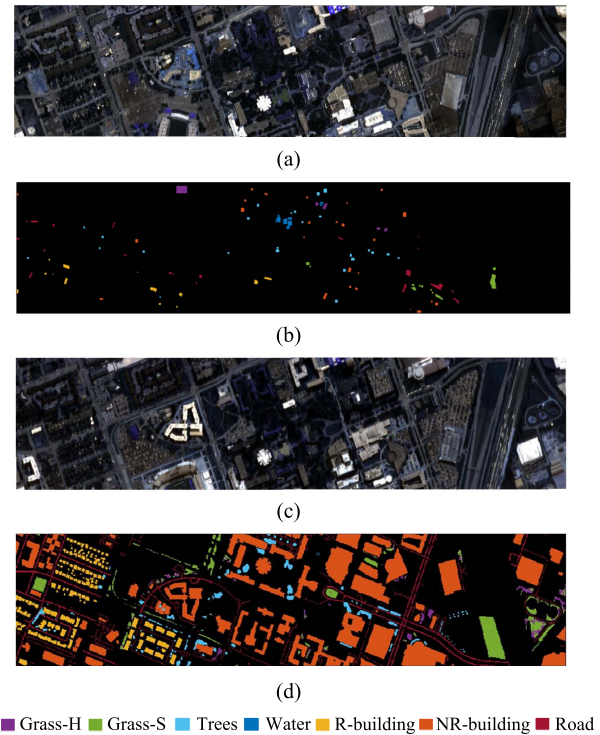 (a)
(b)
(c)
(d)
Grass-H Grass-S Trees Water R-building NR-building Road